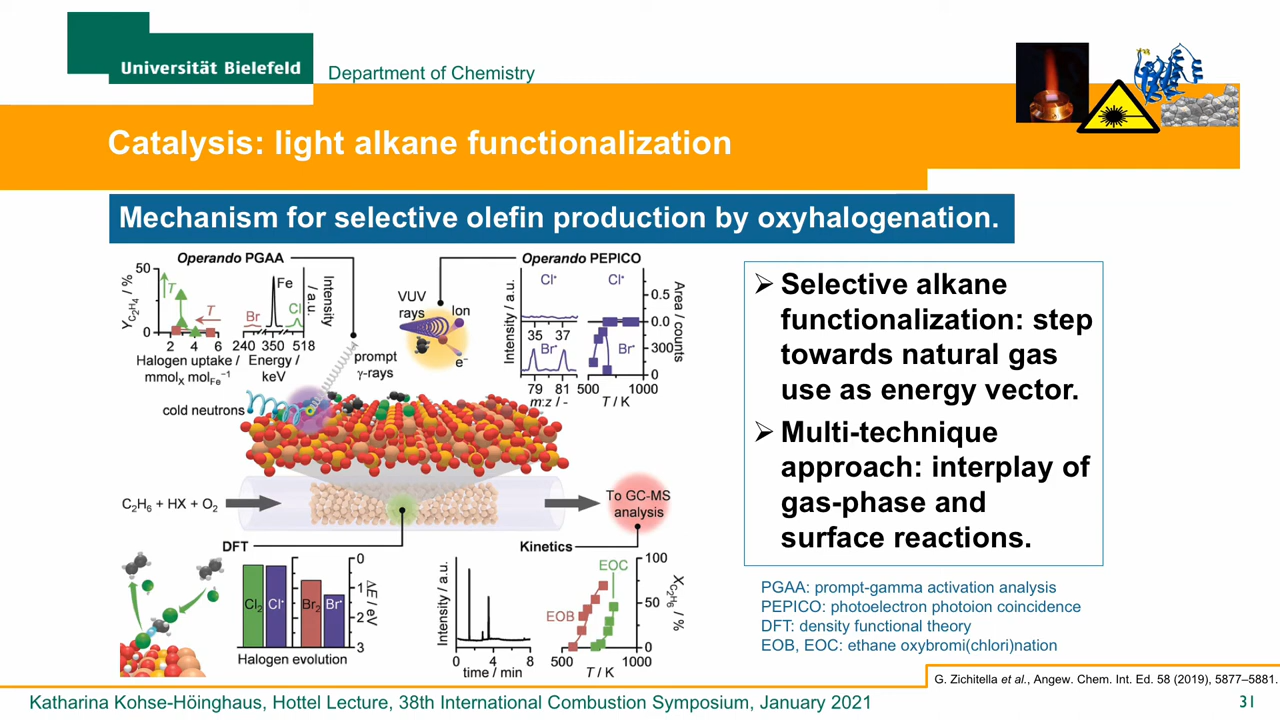 Universität Bielefeld
Department of Chemistry
Catalysis: light alkane functionalization
Mechanism for selective olefin production by oxyhalogenation.
Operando PGAA
Y_C₂H₄ / %
50
0
T
T
2 4 6
Halogen uptake /
mmol_X mol_Fe⁻¹
Br
Fe
Cl
240 350 518
Energy /
keV
Intensity
/ a.u.
prompt
γ-rays
cold neutrons
Operando PEPICO
VUV
rays
Ion
e⁻
Intensity / a.u.
Cl•
35 37
Br•
79 81
m:z / -
Cl•
0.5
0.0
Br•
300
0
500 1000
T / K
Area / counts
C₂H₆ + HX + O₂
To GC-MS
analysis
DFT
Cl₂ Cl• Br₂ Br•
0
1
2
3
ΔE / eV
Halogen evolution
Kinetics
Intensity / a.u.
0 4 8
time / min
EOB
EOC
100
50
0
X_C₂H₆ / %
500 1000
T / K
➢ Selective alkane
functionalization: step
towards natural gas
use as energy vector.
➢ Multi-technique
approach: interplay of
gas-phase and
surface reactions.
PGAA: prompt-gamma activation analysis
PEPICO: photoelectron photoion coincidence
DFT: density functional theory
EOB, EOC: ethane oxybromi(chlori)nation
G. Zichitella et al., Angew. Chem. Int. Ed. 58 (2019), 5877–5881.
Katharina Kohse-Höinghaus, Hottel Lecture, 38th International Combustion Symposium, January 2021
31